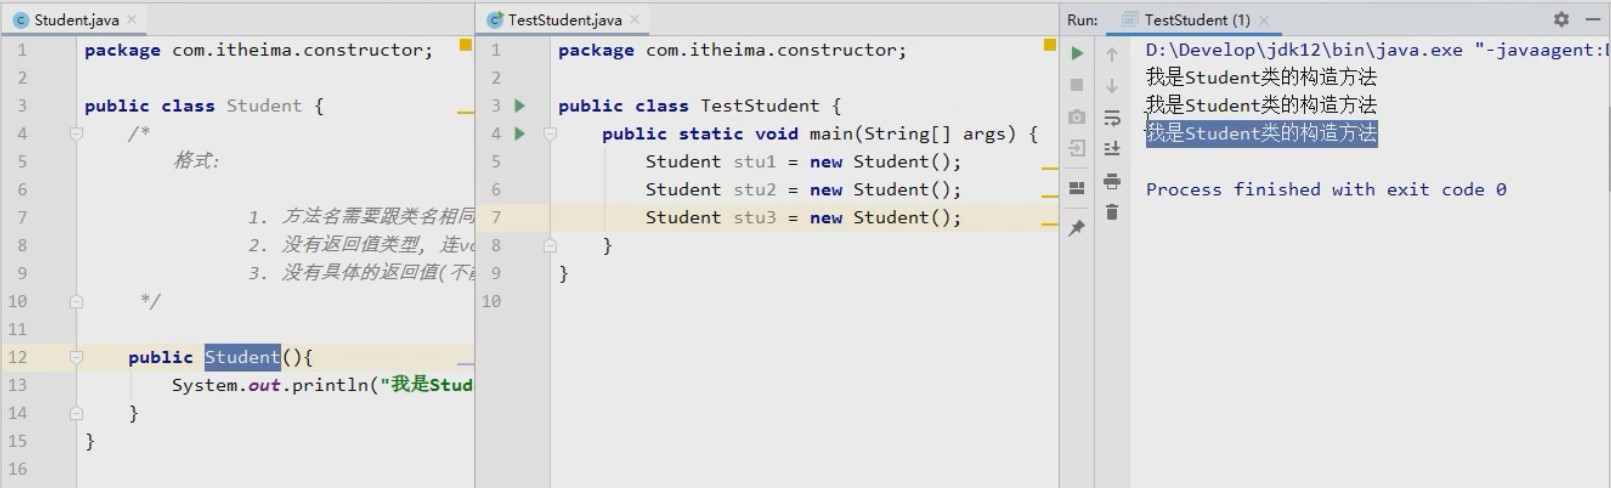 Student.java
package com.itheima.constructor;
public class Student {
/*
格式:
1. 方法名需要跟类名相同
2. 没有返回值类型, 连vo
3. 没有具体的返回值(不
*/
public Student(){
System.out.println("我是Stud
}
}
1
2
3
4
5
6
7
8
9
10
11
12
13
14
15
16
TestStudent.java
package com.itheima.constructor;
public class TestStudent {
public static void main(String[] args) {
Student stu1 = new Student();
Student stu2 = new Student();
Student stu3 = new Student();
}
}
1
2
3
4
5
6
7
8
9
10
Run: TestStudent (1)
D:\Develop\jdk12\bin\java.exe "-javaagent:
我是Student类的构造方法
我是Student类的构造方法
我是Student类的构造方法
Process finished with exit code 0